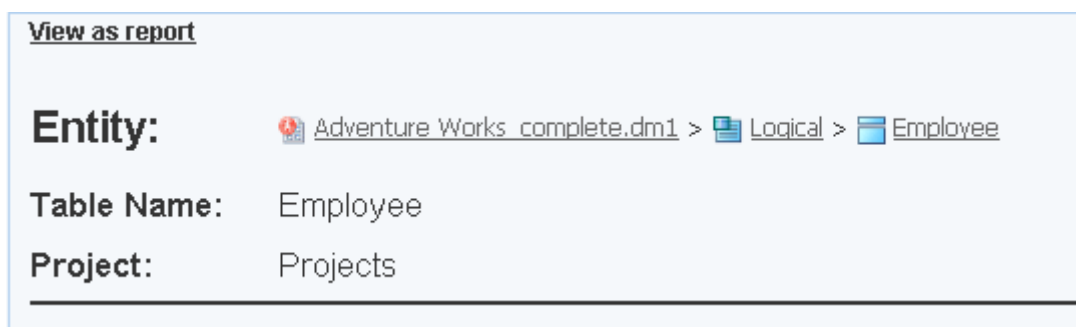 View as report
Entity: Adventure Works_complete.dm1 > Logical > Employee
Table Name: Employee
Project: Projects